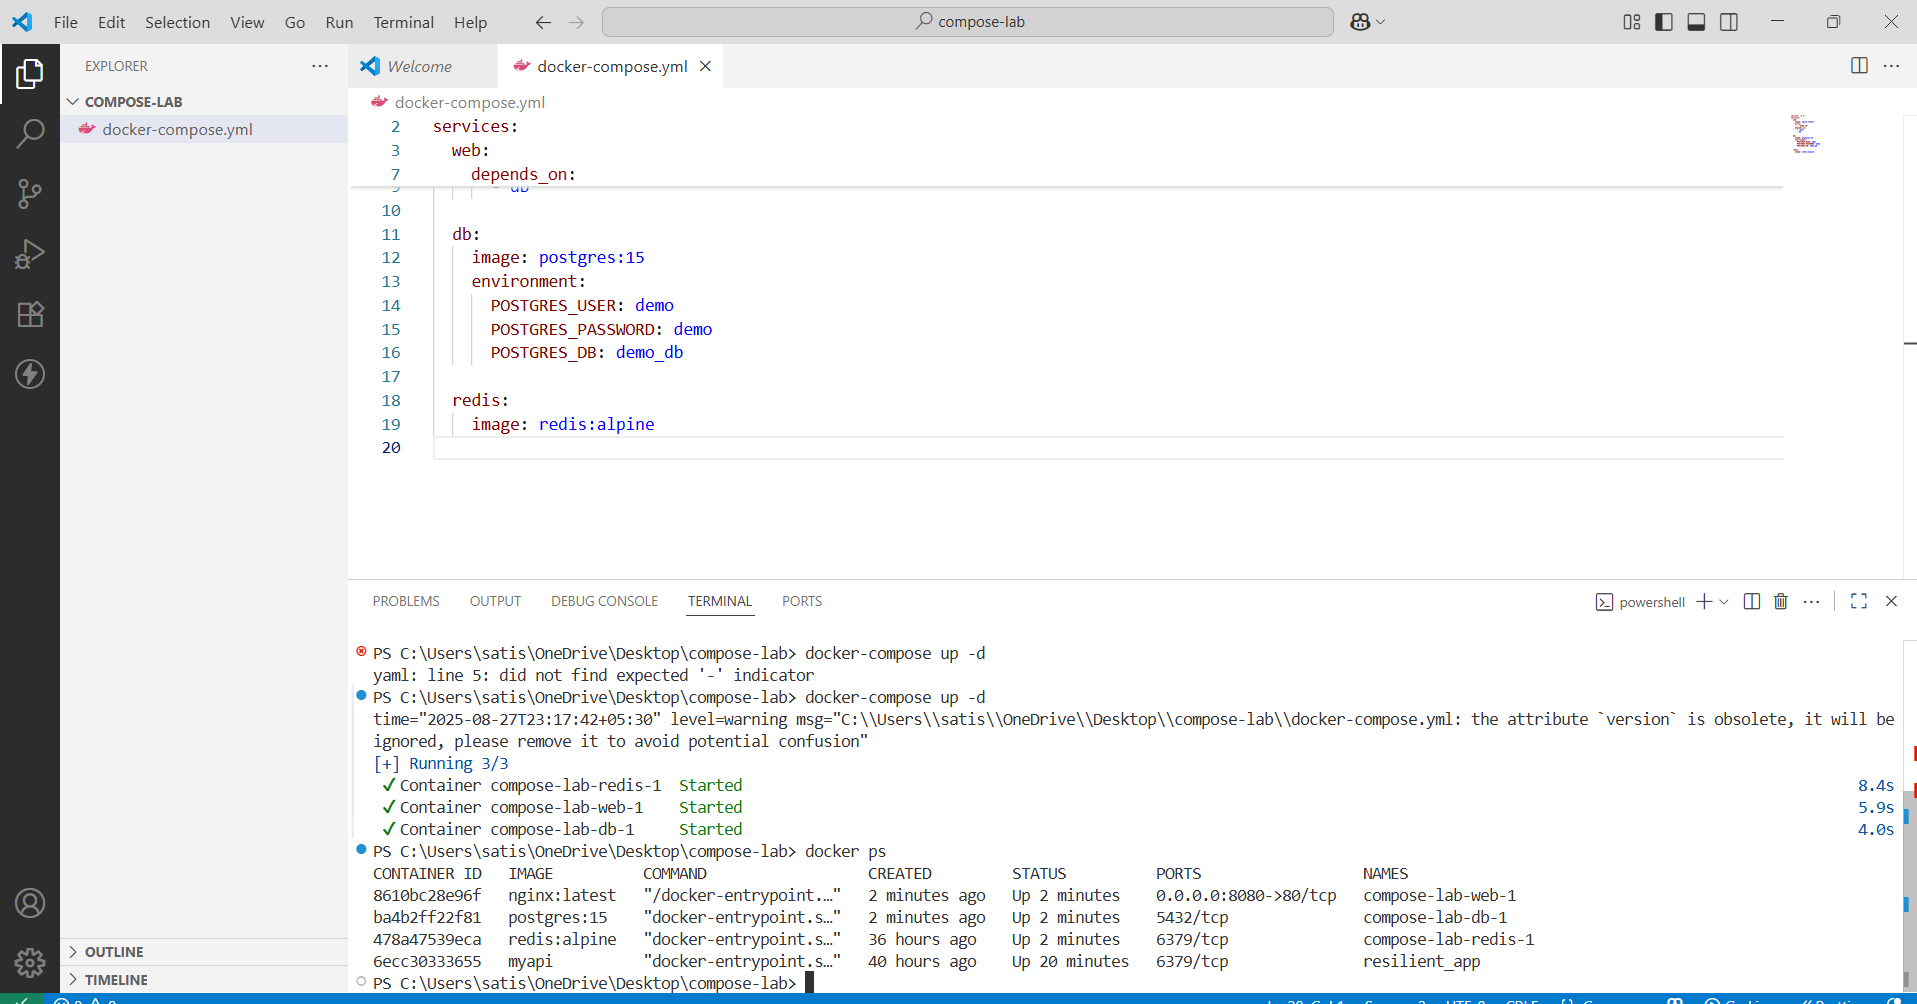 File Edit Selection View Go Run Terminal Help
compose-lab
EXPLORER
COMPOSE-LAB
docker-compose.yml
OUTLINE
TIMELINE
Welcome
docker-compose.yml
docker-compose.yml
2 services:
3 web:
7 depends_on:
9 - db
10
11 db:
12 image: postgres:15
13 environment:
14 POSTGRES_USER: demo
15 POSTGRES_PASSWORD: demo
16 POSTGRES_DB: demo_db
17
18 redis:
19 image: redis:alpine
20
PROBLEMS OUTPUT DEBUG CONSOLE TERMINAL PORTS
powershell
PS C:\Users\satis\OneDrive\Desktop\compose-lab> docker-compose up -d
yaml: line 5: did not find expected '-' indicator
PS C:\Users\satis\OneDrive\Desktop\compose-lab> docker-compose up -d
time="2025-08-27T23:17:42+05:30" level=warning msg="C:\\Users\\satis\\OneDrive\\Desktop\\compose-lab\\docker-compose.yml: the attribute `version` is obsolete, it will be
ignored, please remove it to avoid potential confusion"
[+] Running 3/3
✓ Container compose-lab-redis-1 Started 8.4s
✓ Container compose-lab-web-1 Started 5.9s
✓ Container compose-lab-db-1 Started 4.0s
PS C:\Users\satis\OneDrive\Desktop\compose-lab> docker ps
CONTAINER ID IMAGE COMMAND CREATED STATUS PORTS NAMES
8610bc28e96f nginx:latest "/docker-entrypoint.…" 2 minutes ago Up 2 minutes 0.0.0.0:8080->80/tcp compose-lab-web-1
ba4b2ff22f81 postgres:15 "docker-entrypoint.s…" 2 minutes ago Up 2 minutes 5432/tcp compose-lab-db-1
478a47539eca redis:alpine "docker-entrypoint.s…" 36 hours ago Up 2 minutes 6379/tcp compose-lab-redis-1
6ecc30333655 myapi "docker-entrypoint.s…" 40 hours ago Up 20 minutes 6379/tcp resilient_app
PS C:\Users\satis\OneDrive\Desktop\compose-lab>